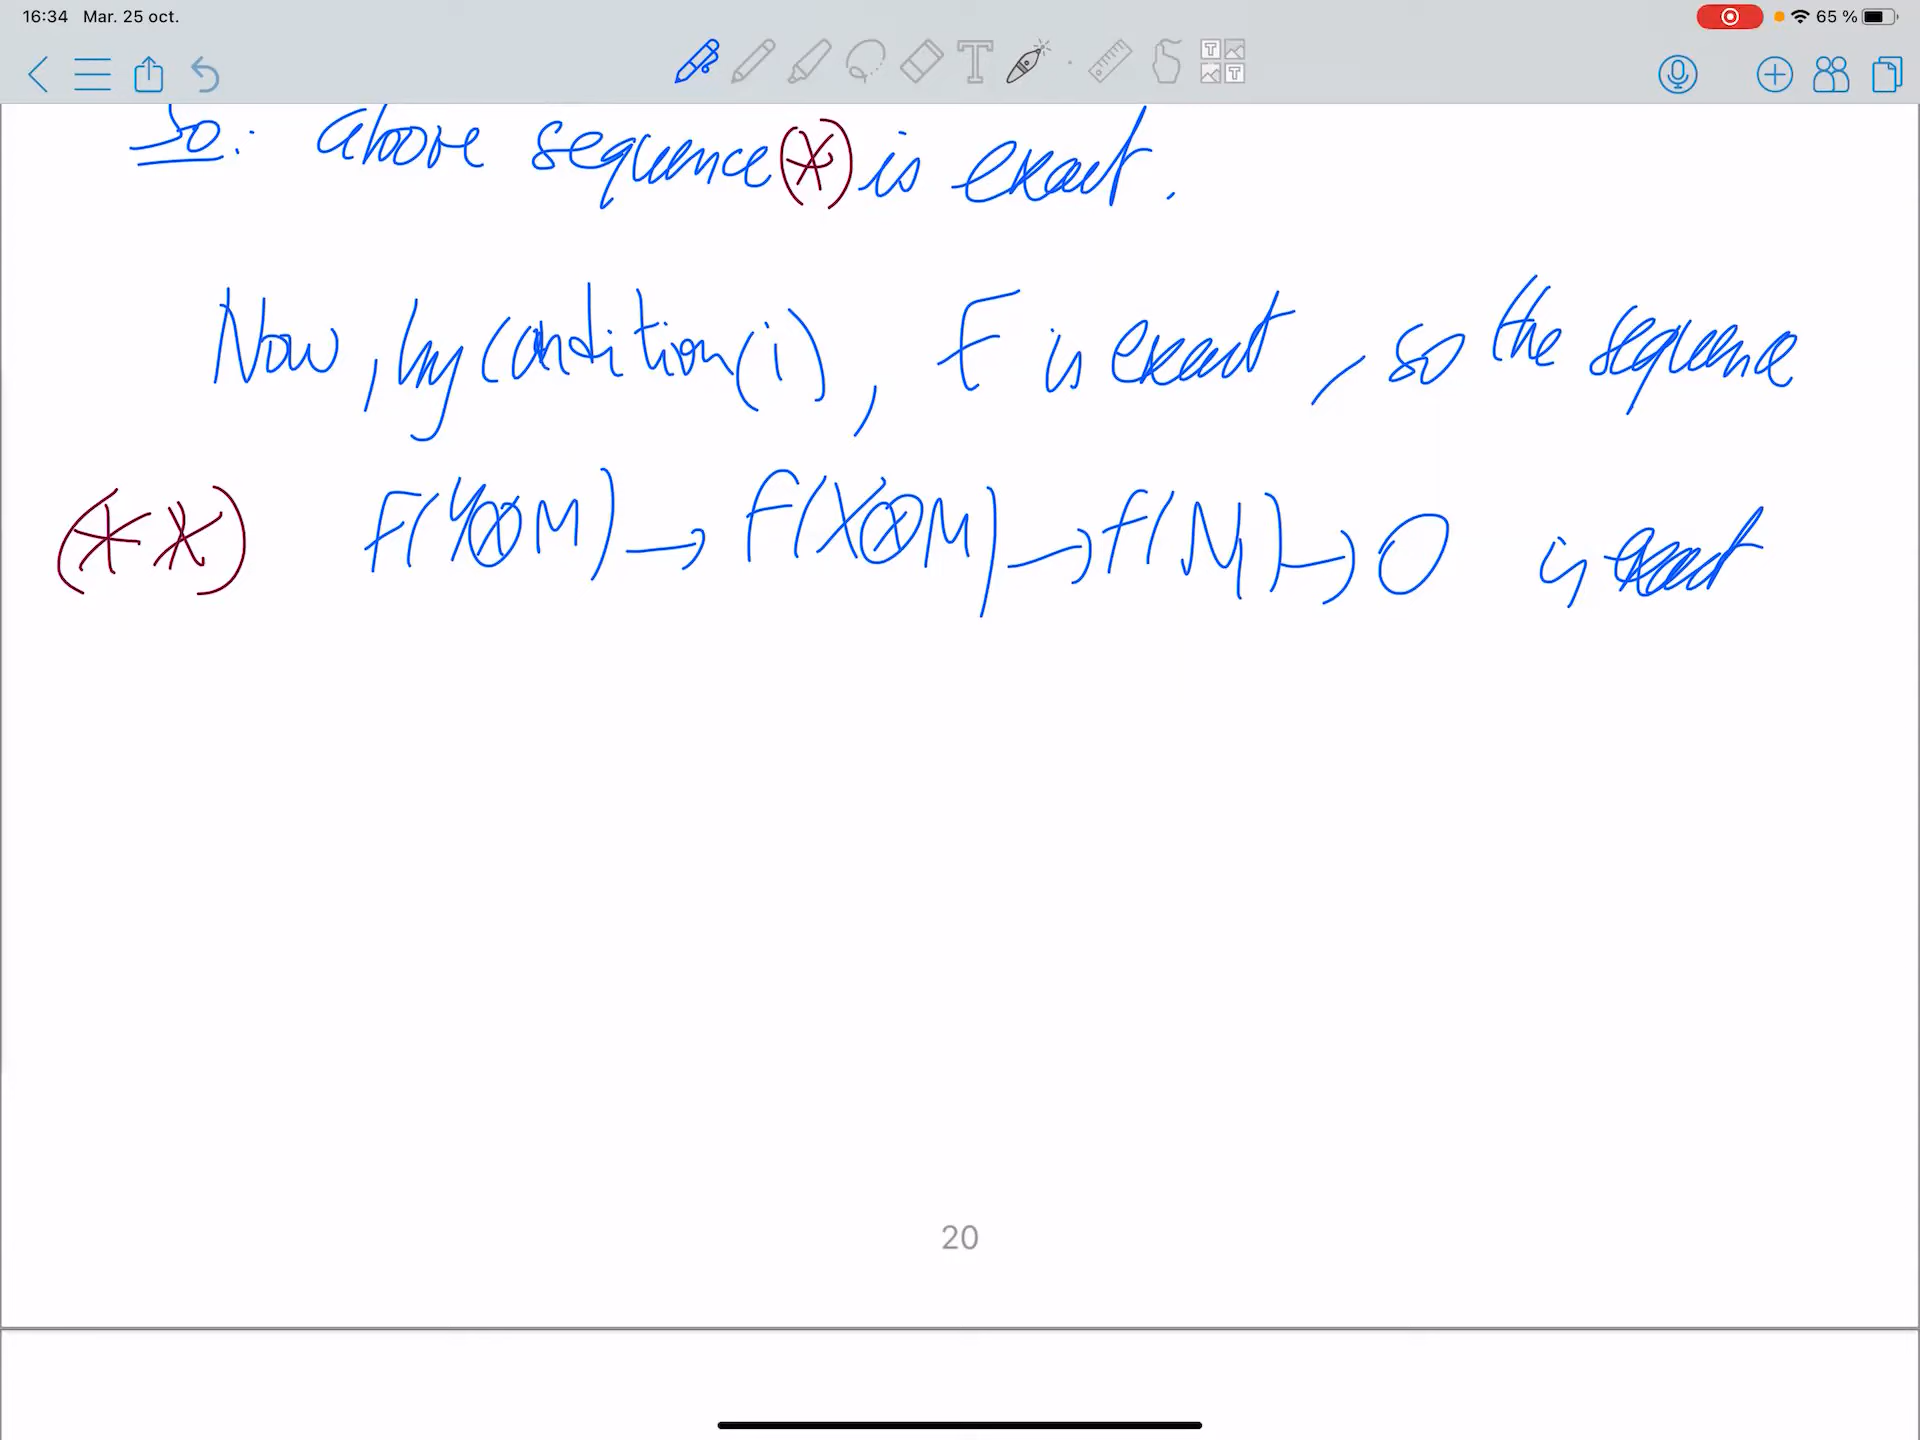 16:34 Mar. 25 oct. 65 %
So: above sequence (*) is exact.
Now, by condition (i), F is exact, so the sequence
(**) F(Y⊗M) → F(X⊗M) → F(N) → 0 is exact
20